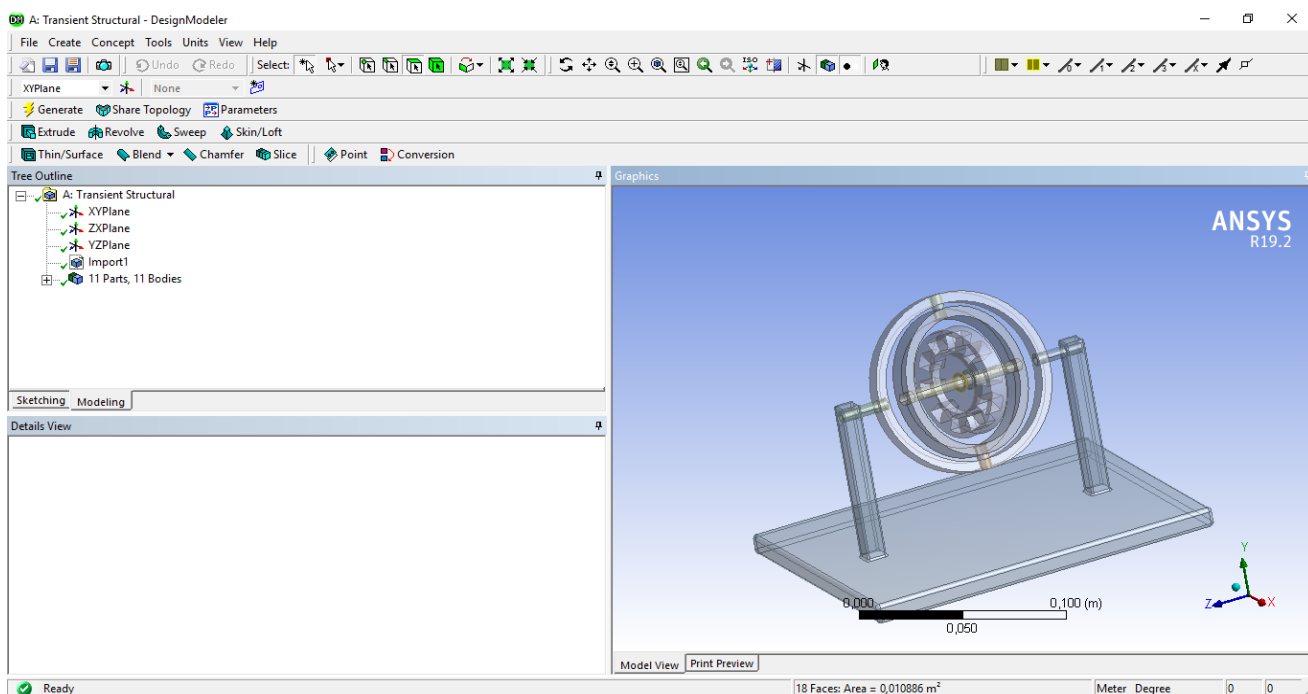 A: Transient Structural - DesignModeler
File Create Concept Tools Units View Help
Undo Redo Select: ISO
XYPlane None
Generate Share Topology Parameters
Extrude Revolve Sweep Skin/Loft
Thin/Surface Blend Chamfer Slice Point Conversion
Tree Outline
A: Transient Structural
XYPlane
ZXPlane
YZPlane
Import1
11 Parts, 11 Bodies
Sketching Modeling
Details View
Graphics
ANSYS
R19.2
Y
Z X
0,000 0,100 (m)
0,050
Model View Print Preview
Ready 18 Faces: Area = 0,010886 m² Meter Degree 0 0